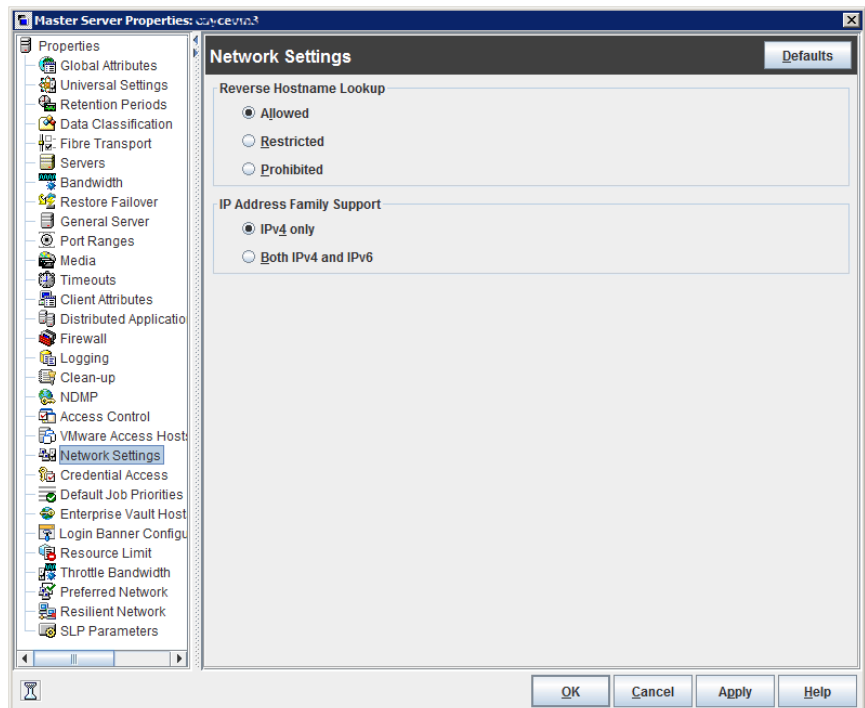 Master Server Properties:
Properties
Global Attributes
Universal Settings
Retention Periods
Data Classification
Fibre Transport
Servers
Bandwidth
Restore Failover
General Server
Port Ranges
Media
Timeouts
Client Attributes
Distributed Applicatio
Firewall
Logging
Clean-up
NDMP
Access Control
VMware Access Hosts
Network Settings
Credential Access
Default Job Priorities
Enterprise Vault Host
Login Banner Configu
Resource Limit
Throttle Bandwidth
Preferred Network
Resilient Network
SLP Parameters
Network Settings
Defaults
Reverse Hostname Lookup
Allowed
Restricted
Prohibited
IP Address Family Support
IPv4 only
Both IPv4 and IPv6
OK
Cancel
Apply
Help